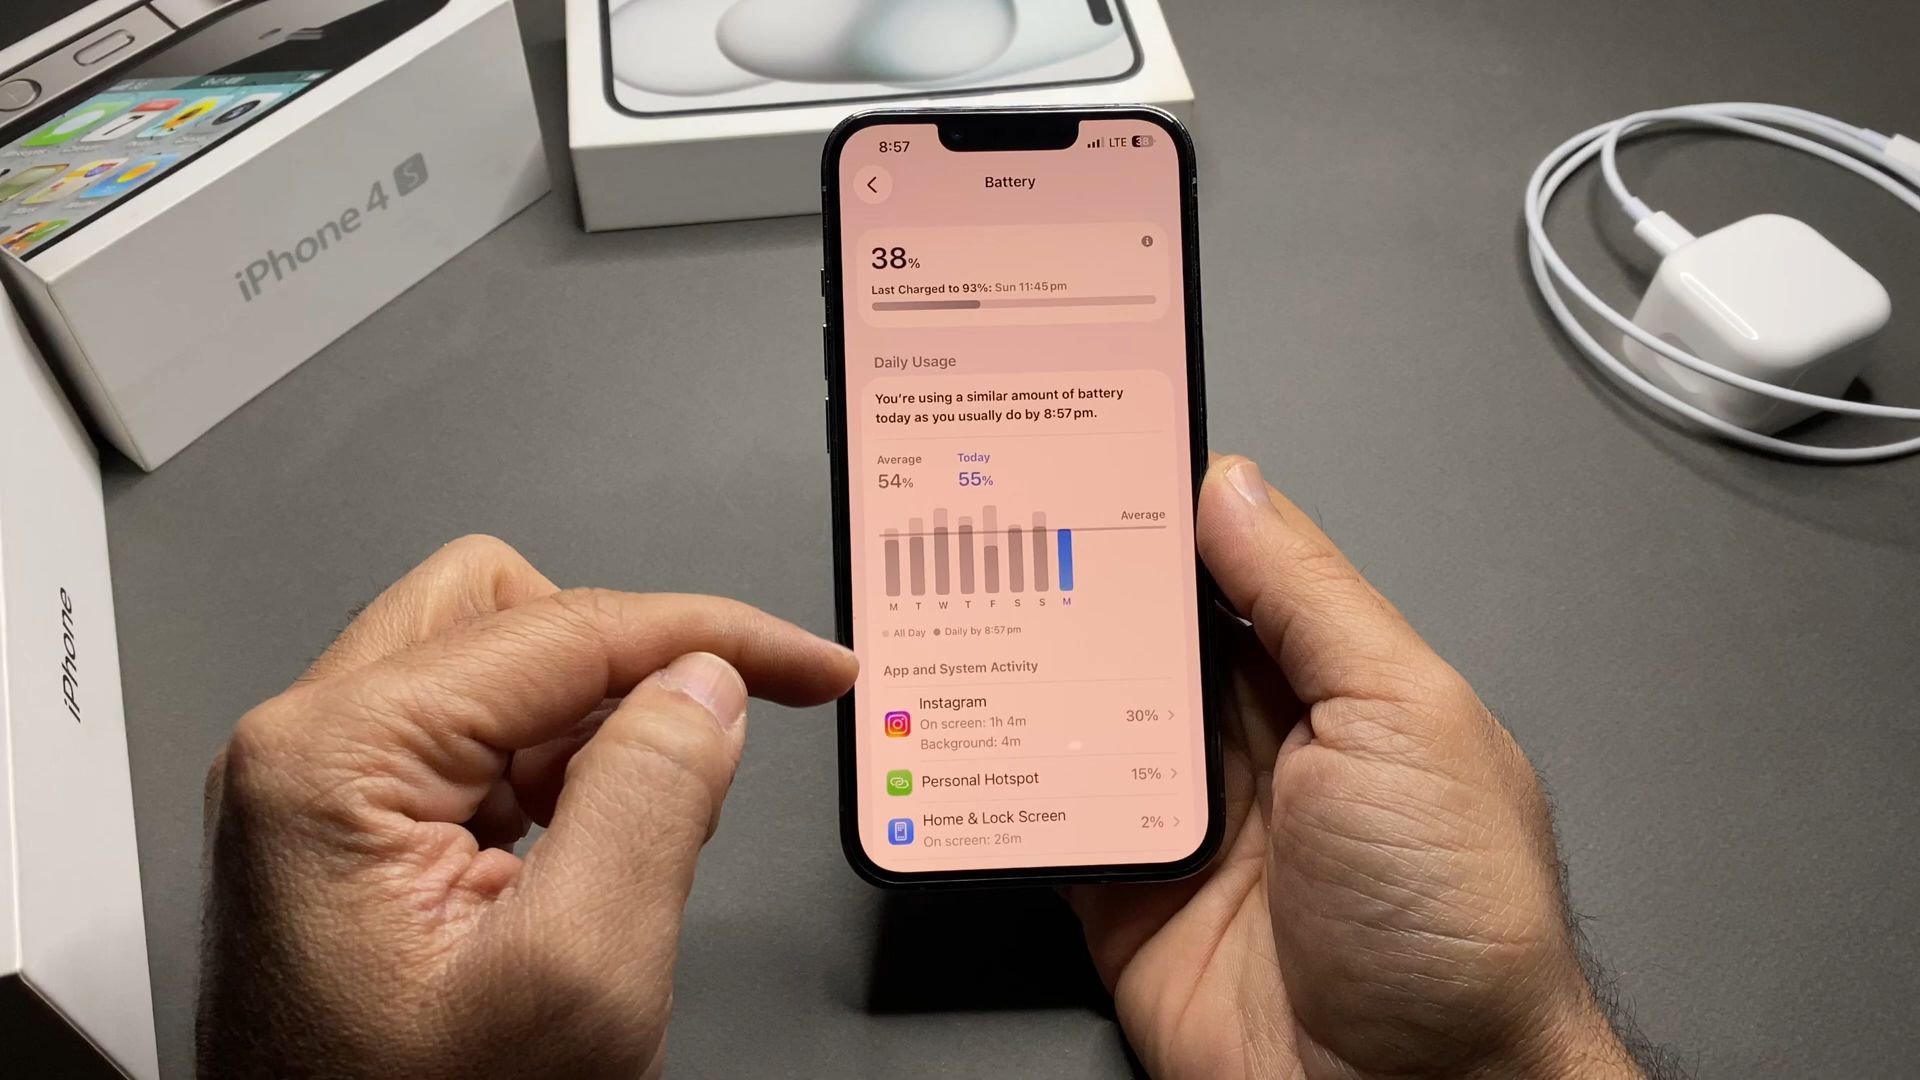 iPhone 4 S
iPhone
8:57
LTE 38
Battery
38%
Last Charged to 93%: Sun 11:45 pm
Daily Usage
You’re using a similar amount of battery
today as you usually do by 8:57 pm.
Average
54%
Today
55%
Average
M T W T F S S M
All Day Daily by 8:57 pm
App and System Activity
Instagram
On screen: 1h 4m
Background: 4m
30%
Personal Hotspot
15%
Home & Lock Screen
On screen: 26m
2%